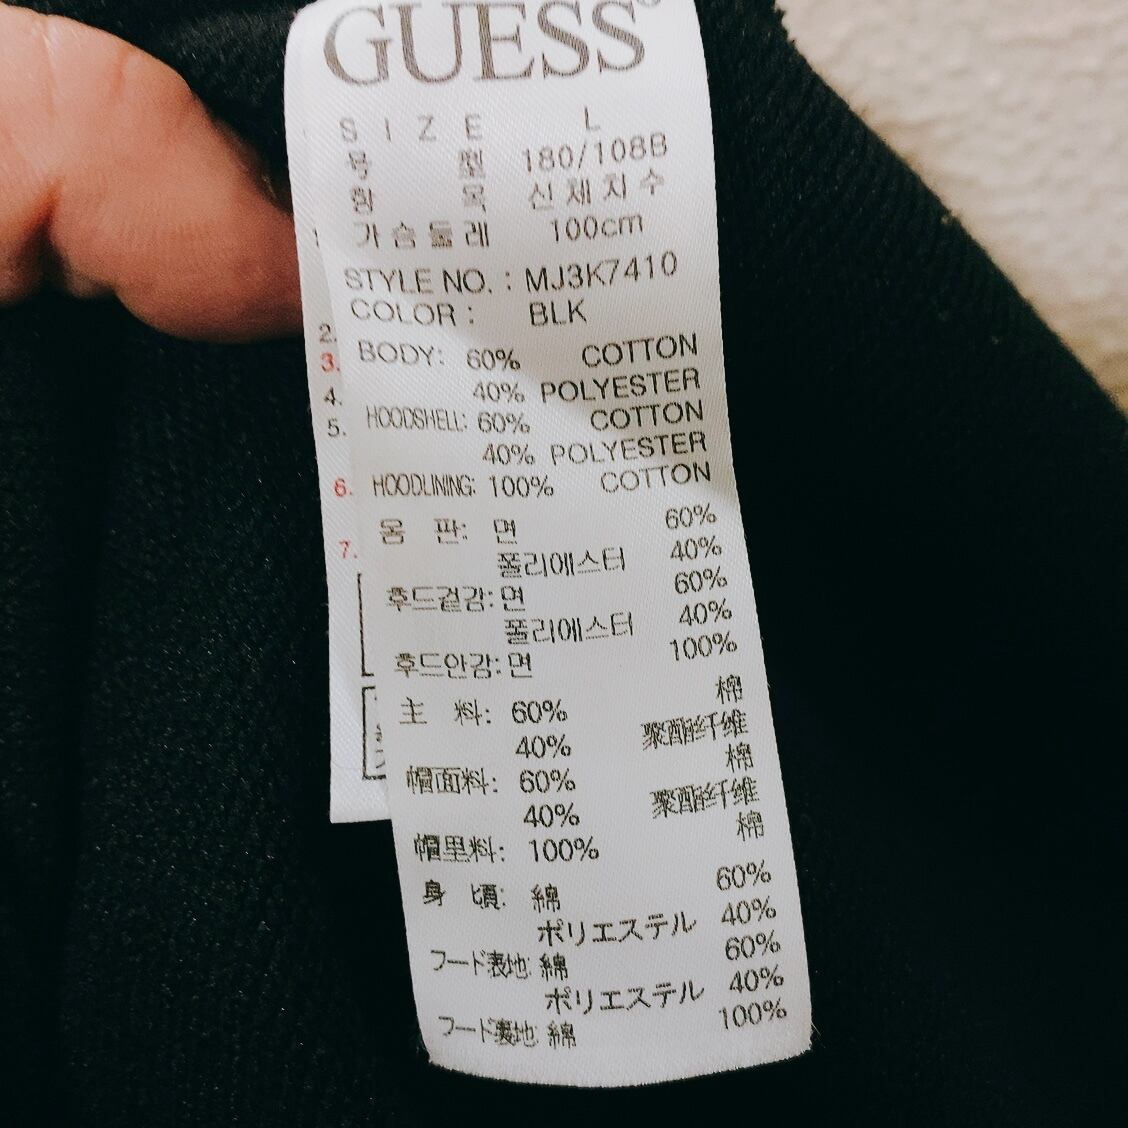 GUESS®
SIZE L
号型 180/108B
항목 신체치수
가슴둘레 100cm
STYLE NO. : MJ3K7410
COLOR : BLK
BODY: 60% COTTON
40% POLYESTER
HOODSHELL: 60% COTTON
40% POLYESTER
HOODLINING: 100% COTTON
몸판: 면 60%
폴리에스터 40%
후드겉감: 면 60%
폴리에스터 40%
후드안감: 면 100%
主料: 60% 棉
40% 聚酯纤维
帽面料: 60% 棉
40% 聚酯纤维
帽里料: 100% 棉
身頃: 綿 60%
ポリエステル 40%
フード表地: 綿 60%
ポリエステル 40%
フード裏地: 綿 100%
2.
3.
4.
5.
6.
7.